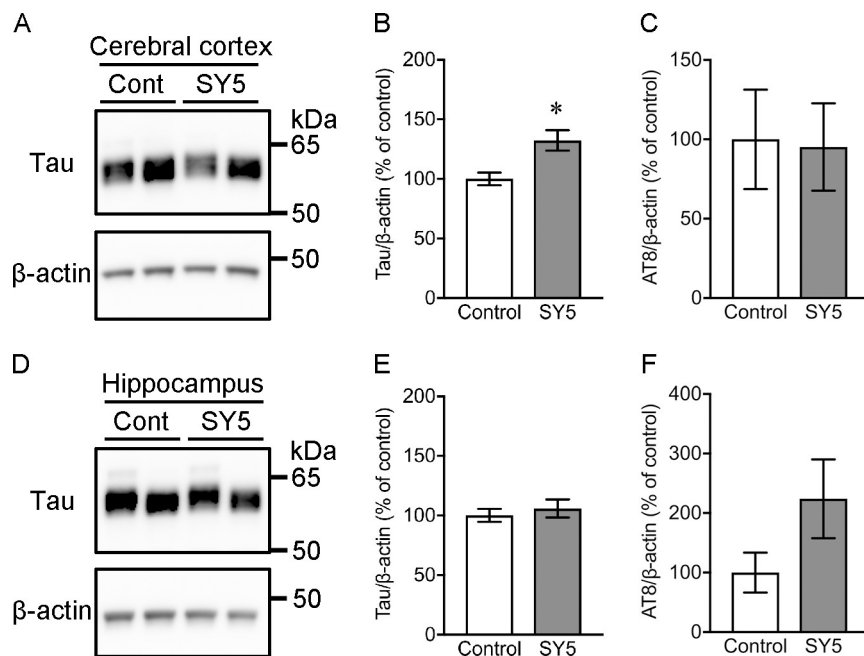 A
Cerebral cortex
Cont SY5
kDa
Tau
65
50
β-actin
50
B
Tau/β-actin (% of control)
200
150
100
50
0
*
Control SY5
C
AT8/β-actin (% of control)
150
100
50
0
Control SY5
D
Hippocampus
Cont SY5
kDa
Tau
65
50
β-actin
50
E
Tau/β-actin (% of control)
200
150
100
50
0
Control SY5
F
AT8/β-actin (% of control)
400
300
200
100
0
Control SY5